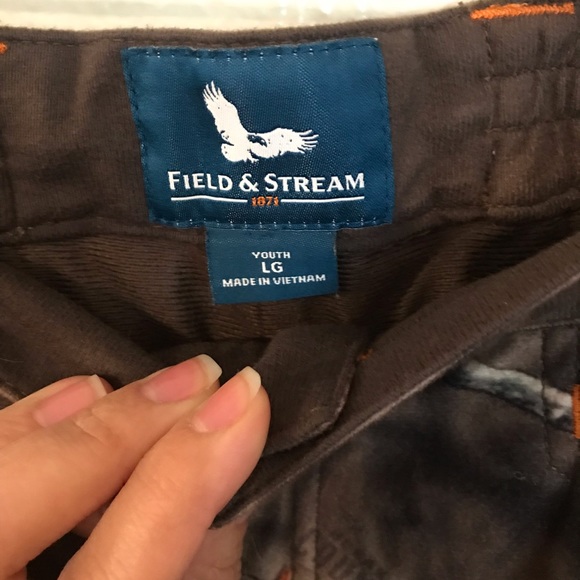 FIELD & STREAM
1871
YOUTH
LG
MADE IN VIETNAM